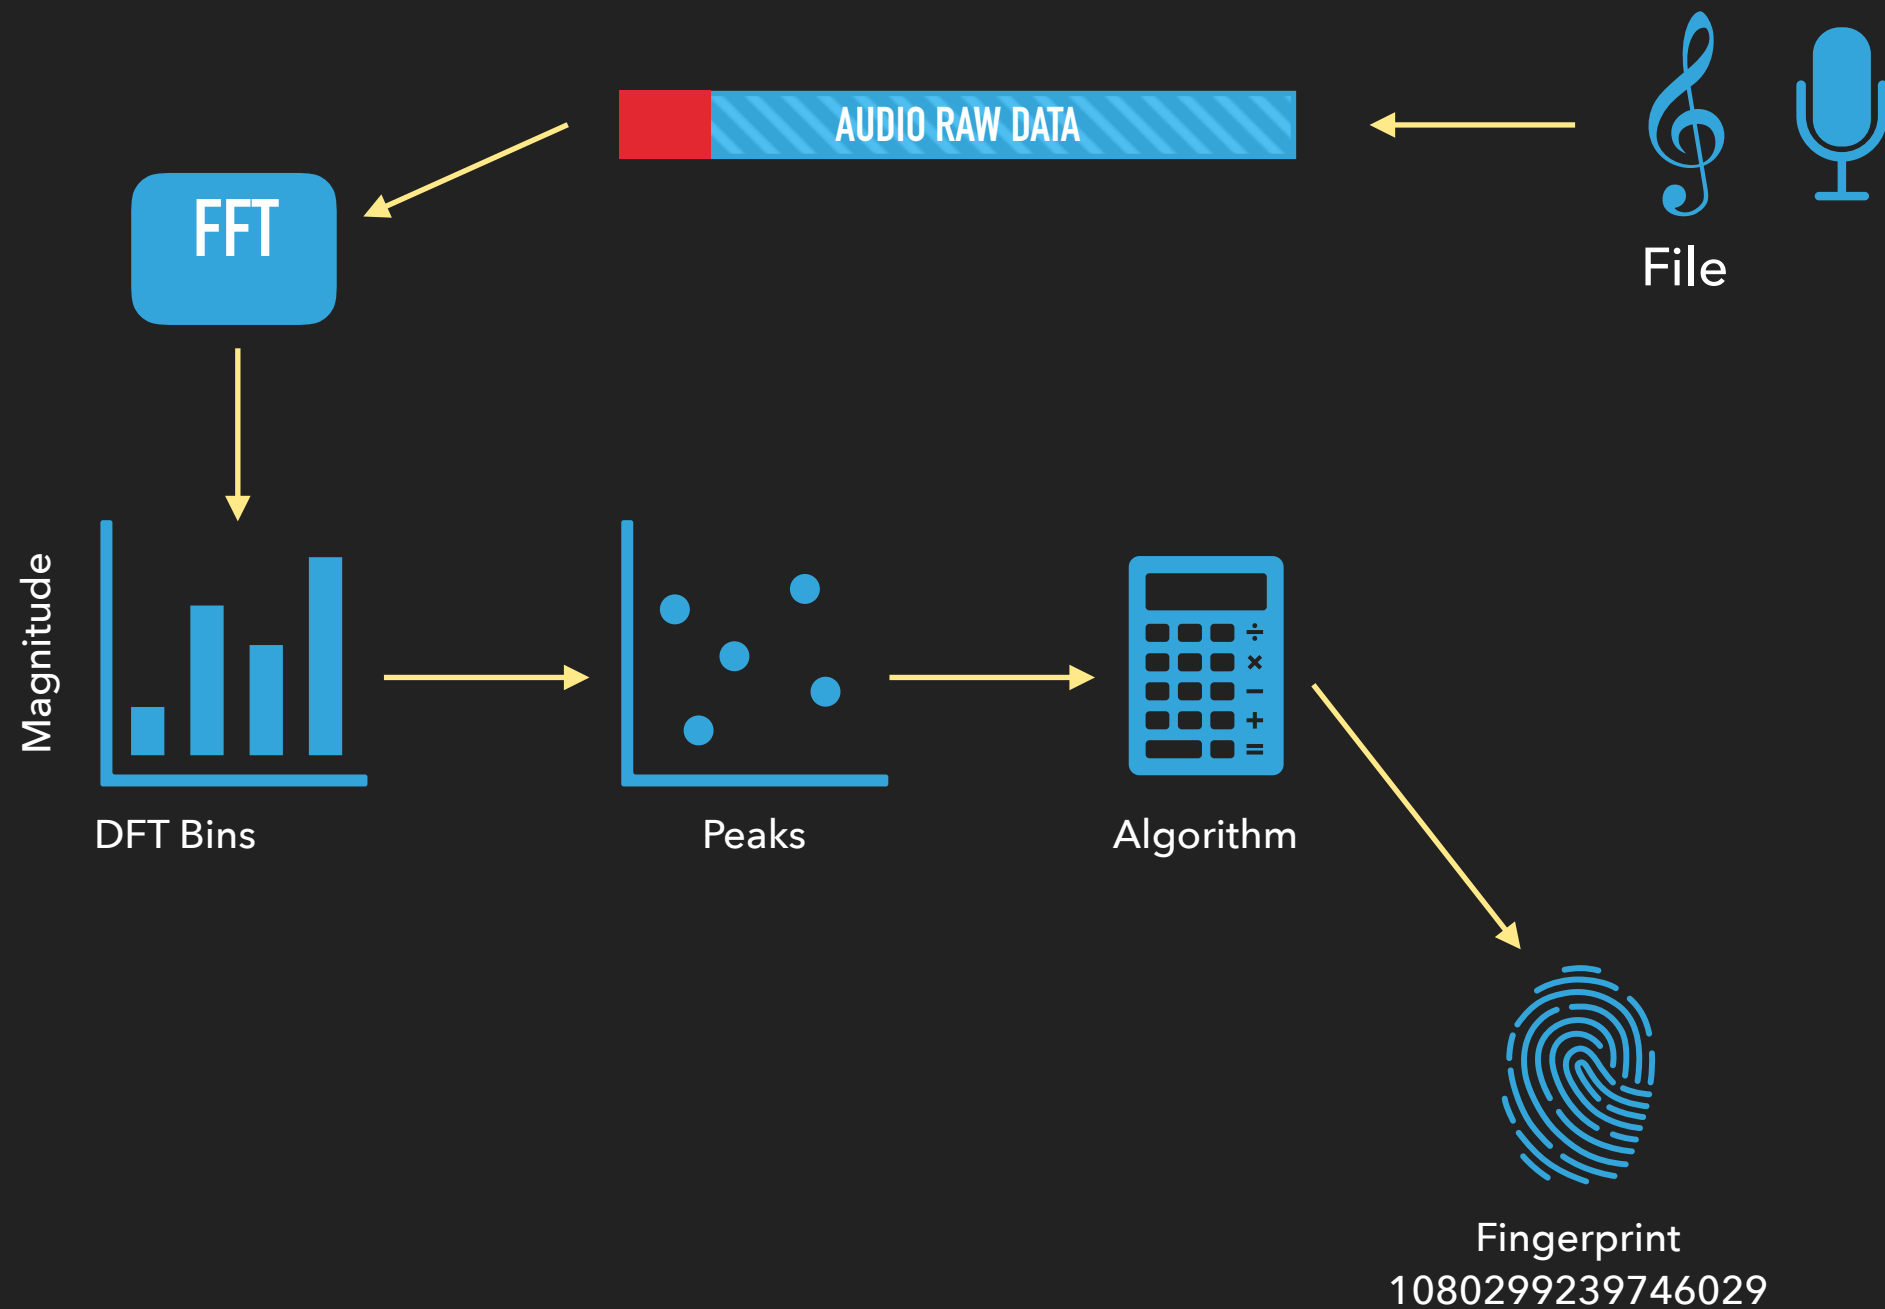 AUDIO RAW DATA
FFT
File
Magnitude
DFT Bins
Peaks
Algorithm
Fingerprint
1080299239746029